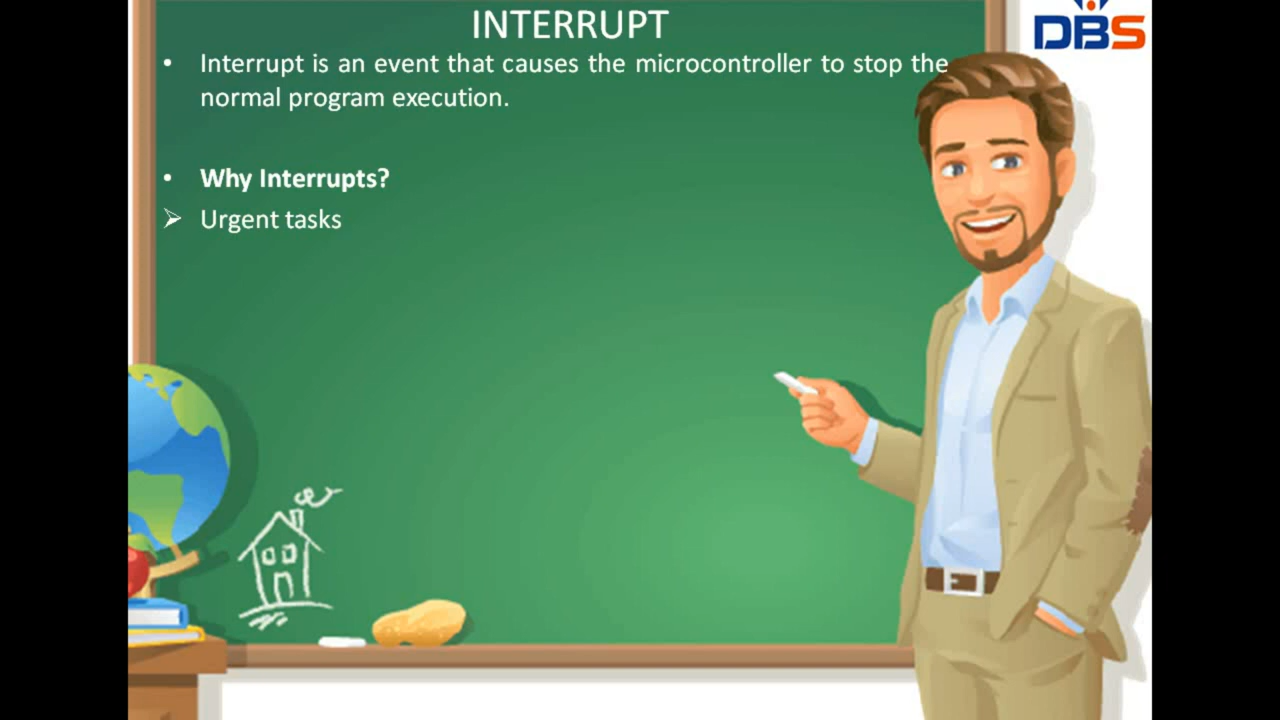 INTERRUPT
DBS
• Interrupt is an event that causes the microcontroller to stop the
normal program execution.
• Why Interrupts?
➢ Urgent tasks